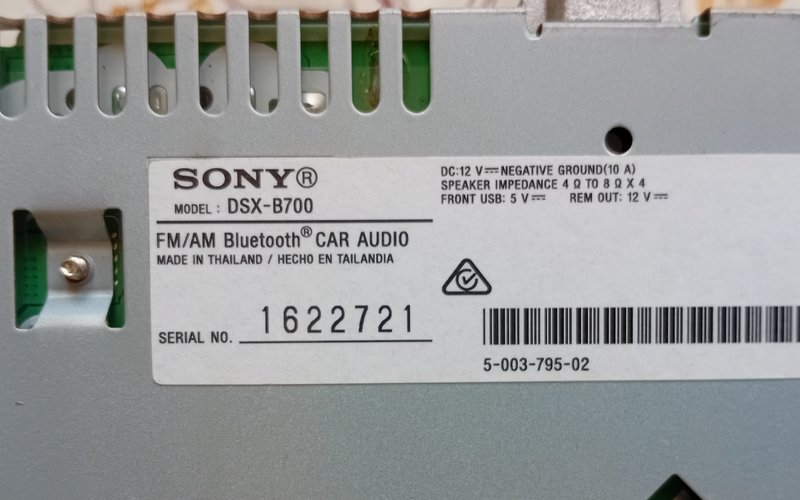 SONY®
MODEL : DSX-B700
FM/AM Bluetooth® CAR AUDIO
MADE IN THAILAND / HECHO EN TAILANDIA
SERIAL NO. 1622721
DC:12 V⎓NEGATIVE GROUND(10 A)
SPEAKER IMPEDANCE 4 Ω TO 8 Ω X 4
FRONT USB: 5 V⎓ REM OUT: 12 V⎓
5-003-795-02